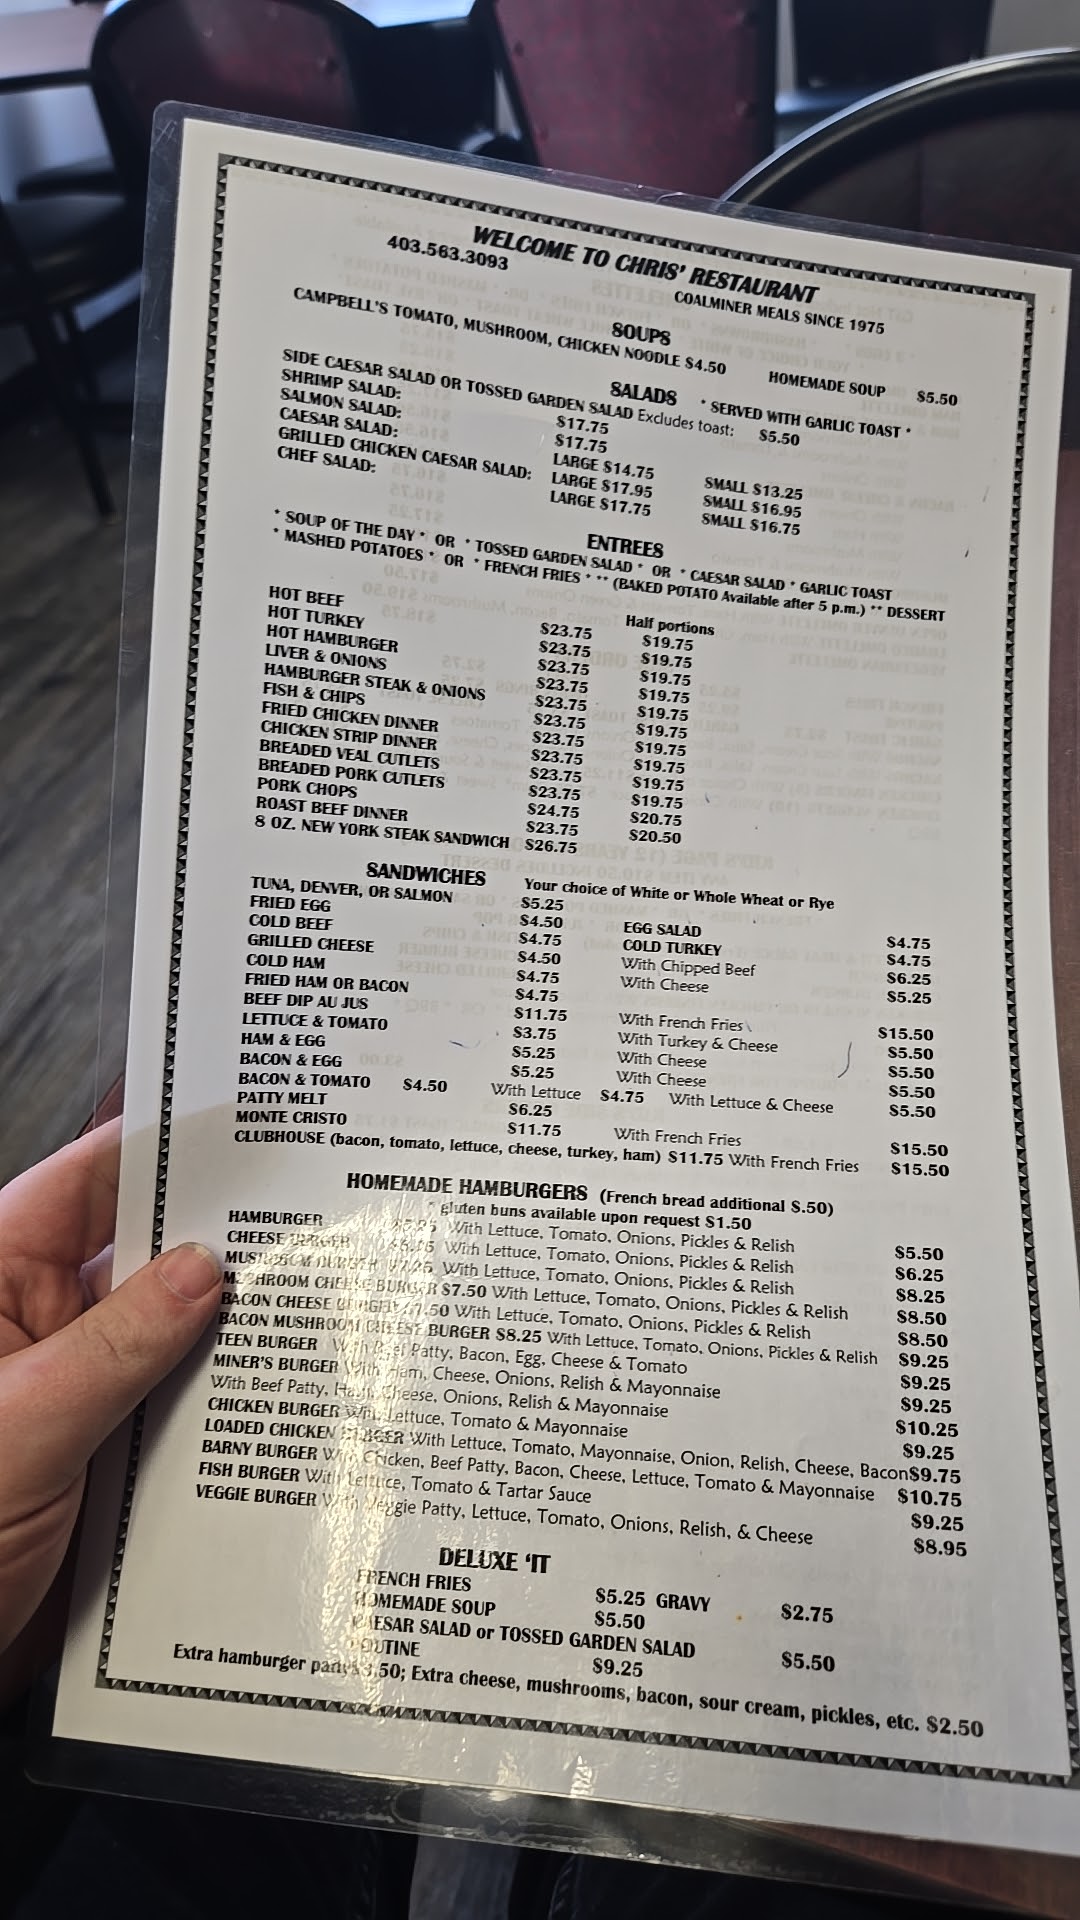 WELCOME TO CHRIS' RESTAURANT
403.563.3093 COALMINER MEALS SINCE 1975
SOUPS
CAMPBELL'S TOMATO, MUSHROOM, CHICKEN NOODLE $4.50 HOMEMADE SOUP $5.50
SALADS * SERVED WITH GARLIC TOAST *
SIDE CAESAR SALAD OR TOSSED GARDEN SALAD Excludes toast: $5.50
SHRIMP SALAD: $17.75
SALMON SALAD: $17.75
CAESAR SALAD: LARGE $14.75 SMALL $13.25
GRILLED CHICKEN CAESAR SALAD: LARGE $17.95 SMALL $16.95
CHEF SALAD: LARGE $17.75 SMALL $16.75
ENTREES
* SOUP OF THE DAY * OR * TOSSED GARDEN SALAD * OR * CAESAR SALAD * GARLIC TOAST
* MASHED POTATOES * OR * FRENCH FRIES * ** (BAKED POTATO Available after 5 p.m.) ** DESSERT
Half portions
HOT BEEF $23.75 $19.75
HOT TURKEY $23.75 $19.75
HOT HAMBURGER $23.75 $19.75
LIVER & ONIONS $23.75 $19.75
HAMBURGER STEAK & ONIONS $23.75 $19.75
FISH & CHIPS $23.75 $19.75
FRIED CHICKEN DINNER $23.75 $19.75
CHICKEN STRIP DINNER $23.75 $19.75
BREADED VEAL CUTLETS $23.75 $19.75
BREADED PORK CUTLETS $23.75 $19.75
PORK CHOPS $24.75 $20.75
ROAST BEEF DINNER $23.75 $20.50
8 OZ. NEW YORK STEAK SANDWICH $26.75
SANDWICHES Your choice of White or Whole Wheat or Rye
TUNA, DENVER, OR SALMON $5.25
FRIED EGG $4.50 EGG SALAD $4.75
COLD BEEF $4.75 COLD TURKEY $4.75
GRILLED CHEESE $4.50 With Chipped Beef $6.25
COLD HAM $4.75 With Cheese $5.25
FRIED HAM OR BACON $4.75
BEEF DIP AU JUS $11.75 With French Fries $15.50
LETTUCE & TOMATO $3.75 With Turkey & Cheese $5.50
HAM & EGG $5.25 With Cheese $5.50
BACON & EGG $5.25 With Cheese $5.50
BACON & TOMATO $4.50 With Lettuce $4.75 With Lettuce & Cheese $5.50
PATTY MELT $6.25
MONTE CRISTO $11.75 With French Fries $15.50
CLUBHOUSE (bacon, tomato, lettuce, cheese, turkey, ham) $11.75 With French Fries $15.50
HOMEMADE HAMBURGERS (French bread additional $.50)
* gluten buns available upon request $1.50
HAMBURGER With Lettuce, Tomato, Onions, Pickles & Relish $5.50
CHEESE BURGER With Lettuce, Tomato, Onions, Pickles & Relish $6.25
MUSHROOM BURGER With Lettuce, Tomato, Onions, Pickles & Relish $8.25
MUSHROOM CHEESE BURGER $7.50 With Lettuce, Tomato, Onions, Pickles & Relish $8.50
BACON CHEESE BURGER $7.50 With Lettuce, Tomato, Onions, Pickles & Relish $8.50
BACON MUSHROOM CHEESE BURGER $8.25 With Lettuce, Tomato, Onions, Pickles & Relish $9.25
TEEN BURGER With Beef Patty, Bacon, Egg, Cheese & Tomato $9.25
MINER'S BURGER With Ham, Cheese, Onions, Relish & Mayonnaise $9.25
With Beef Patty, Ham, Cheese, Onions, Relish & Mayonnaise $10.25
CHICKEN BURGER With Lettuce, Tomato & Mayonnaise $9.25
LOADED CHICKEN BURGER With Lettuce, Tomato, Mayonnaise, Onion, Relish, Cheese, Bacon $9.75
BARNY BURGER With Chicken, Beef Patty, Bacon, Cheese, Lettuce, Tomato & Mayonnaise $10.75
FISH BURGER With Lettuce, Tomato & Tartar Sauce $9.25
VEGGIE BURGER With Veggie Patty, Lettuce, Tomato, Onions, Relish, & Cheese $8.95
DELUXE 'IT
FRENCH FRIES $5.25 GRAVY $2.75
HOMEMADE SOUP $5.50
CAESAR SALAD or TOSSED GARDEN SALAD $5.50
POUTINE $9.25
Extra hamburger patty Extra cheese, mushrooms, bacon, sour cream, pickles, etc. $2.50